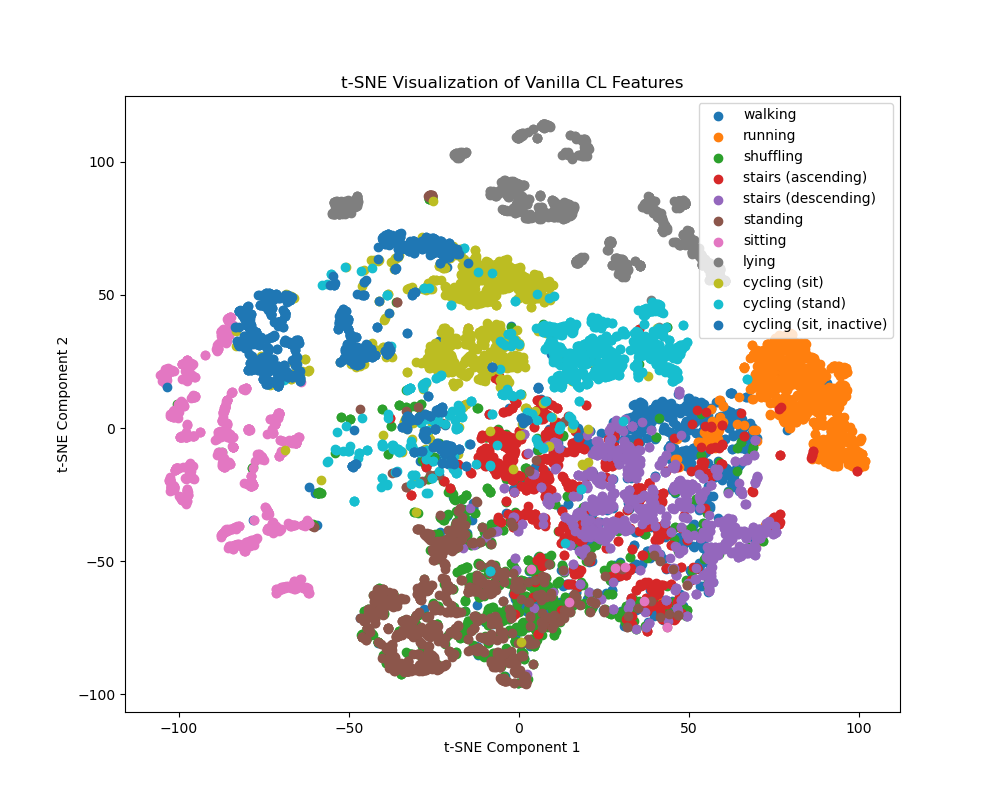 t-SNE Visualization of Vanilla CL Features
walking
running
shuffling
stairs (ascending)
stairs (descending)
standing
sitting
lying
cycling (sit)
cycling (stand)
cycling (sit, inactive)
100
50
0
−50
−100
t-SNE Component 2
−100
−50
0
50
100
t-SNE Component 1